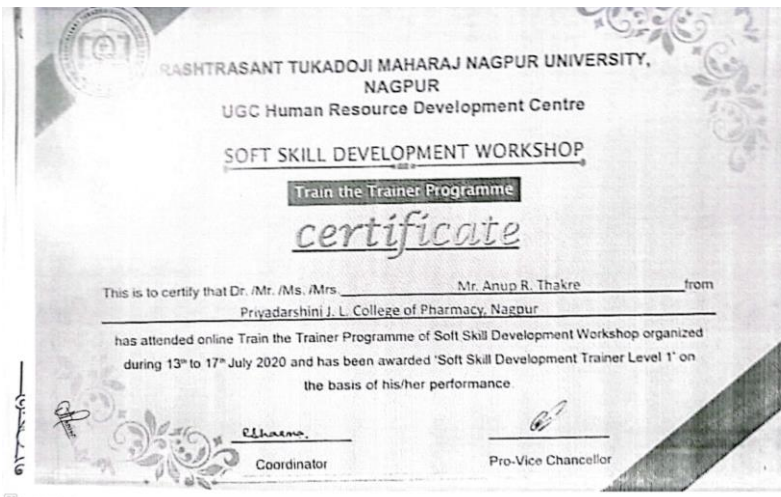 RASHTRASANT TUKADOJI MAHARAJ NAGPUR UNIVERSITY,
NAGPUR
UGC Human Resource Development Centre
SOFT SKILL DEVELOPMENT WORKSHOP
Train the Trainer Programme
certificate
This is to certify that Dr. /Mr. /Ms. /Mrs. Mr. Anup R. Thakre from
Priyadarshini J. L. College of Pharmacy, Nagpur
has attended online Train the Trainer Programme of Soft Skill Development Workshop organized
during 13th to 17th July 2020 and has been awarded 'Soft Skill Development Trainer Level 1' on
the basis of his/her performance.
Coordinator
Pro-Vice Chancellor